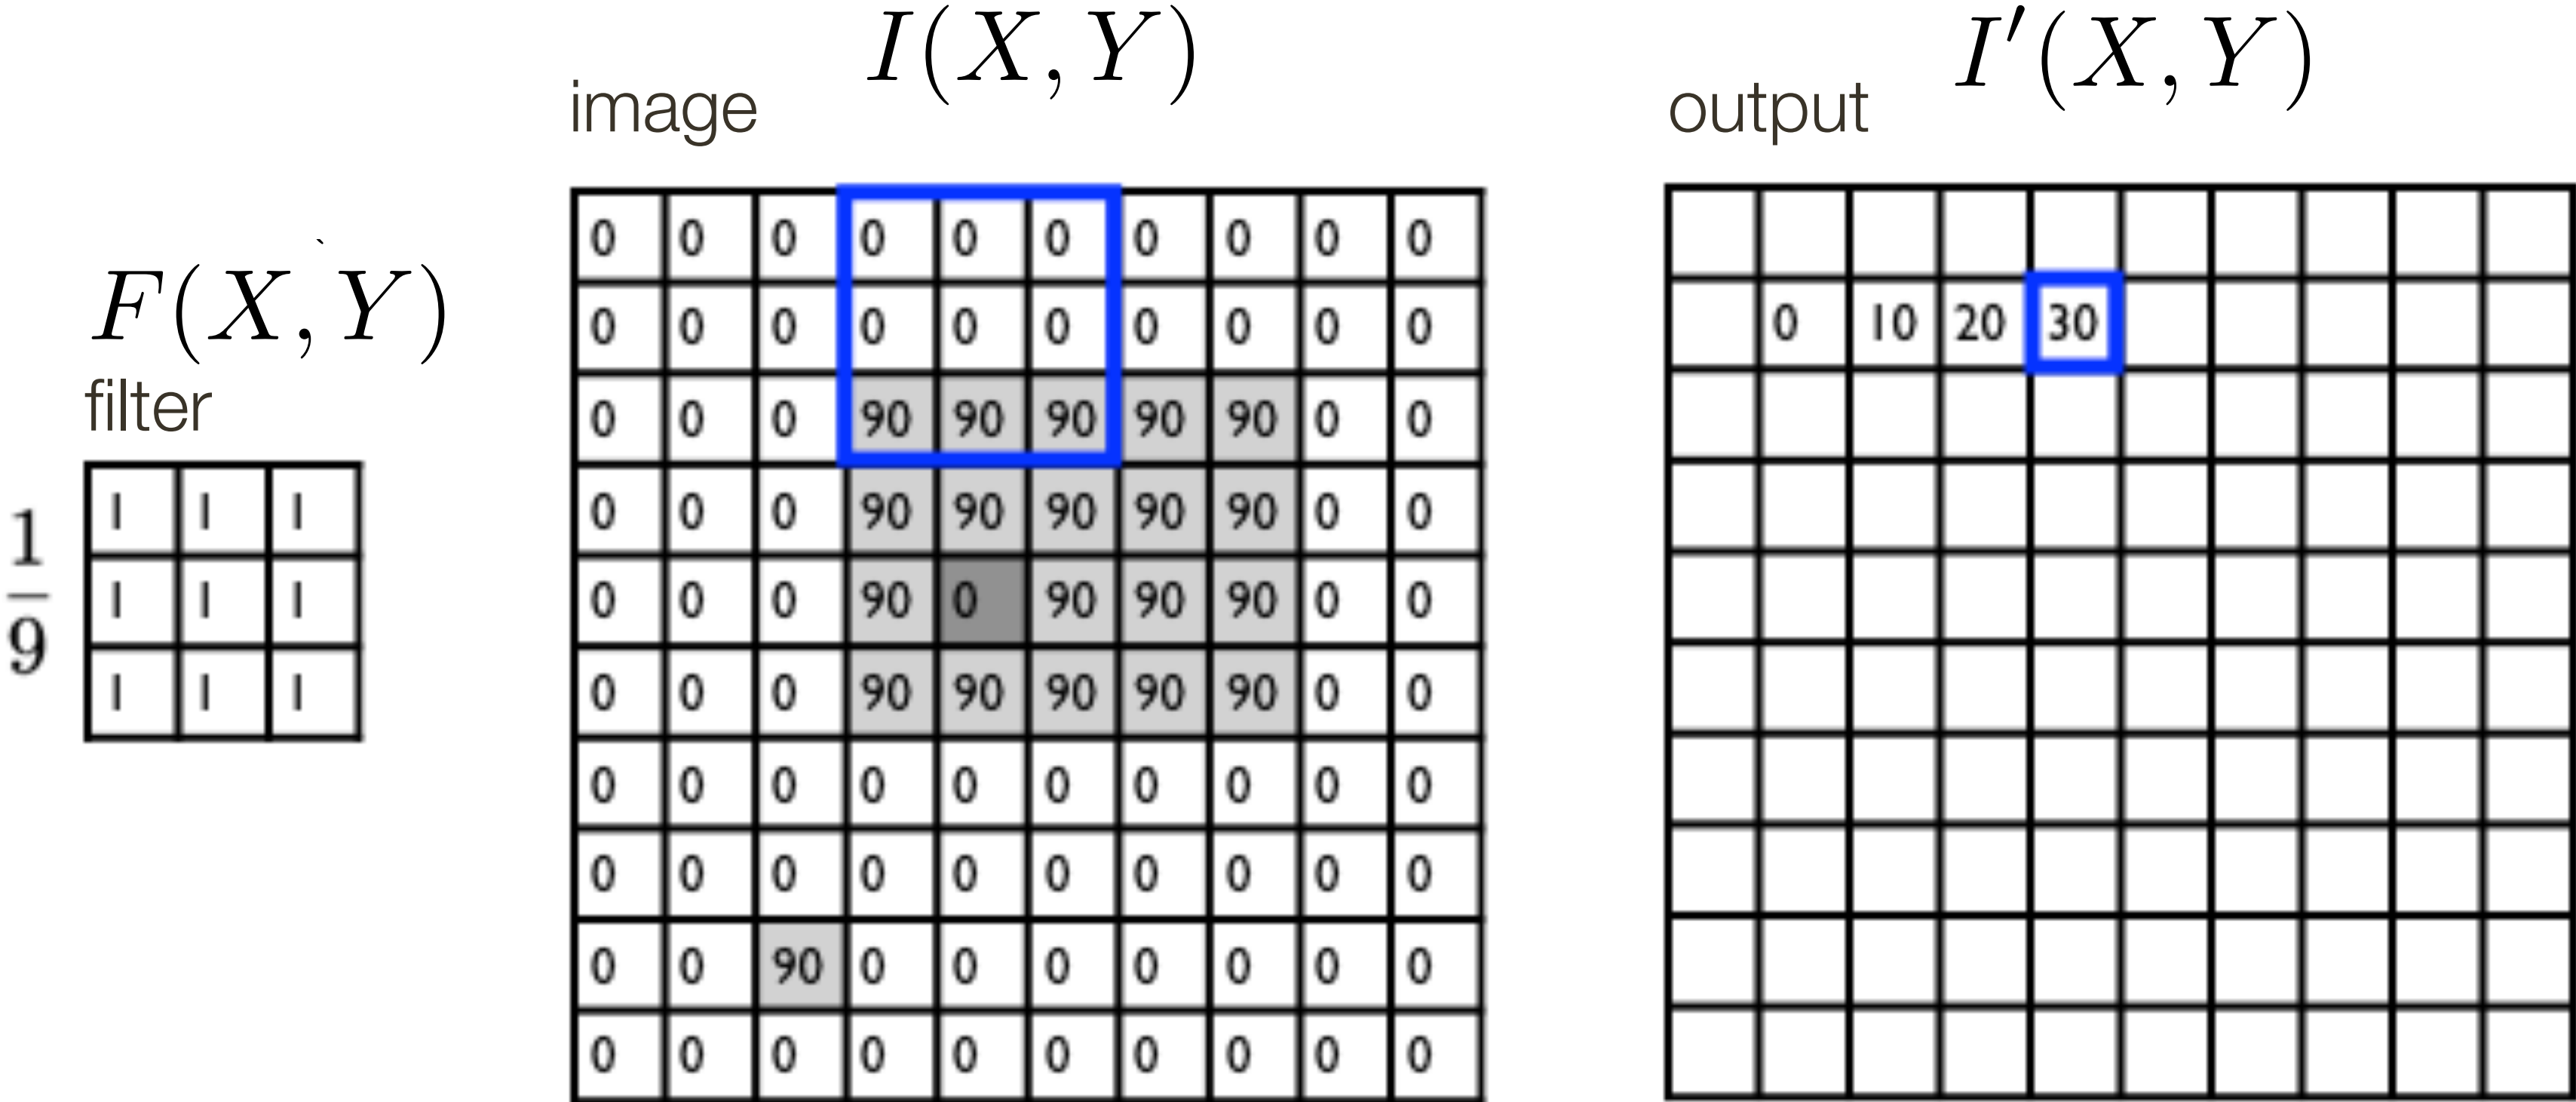 I(X, Y)
I′(X, Y)
image
output
F(X, Y)
filter
1/9
1 1 1
1 1 1
1 1 1
0 0 0 0 0 0 0 0 0 0
0 0 0 0 0 0 0 0 0 0
0 0 0 90 90 90 90 90 0 0
0 0 0 90 90 90 90 90 0 0
0 0 0 90 0 90 90 90 0 0
0 0 0 90 90 90 90 90 0 0
0 0 0 0 0 0 0 0 0 0
0 0 0 0 0 0 0 0 0 0
0 0 90 0 0 0 0 0 0 0
0 0 0 0 0 0 0 0 0 0
0 10 20 30